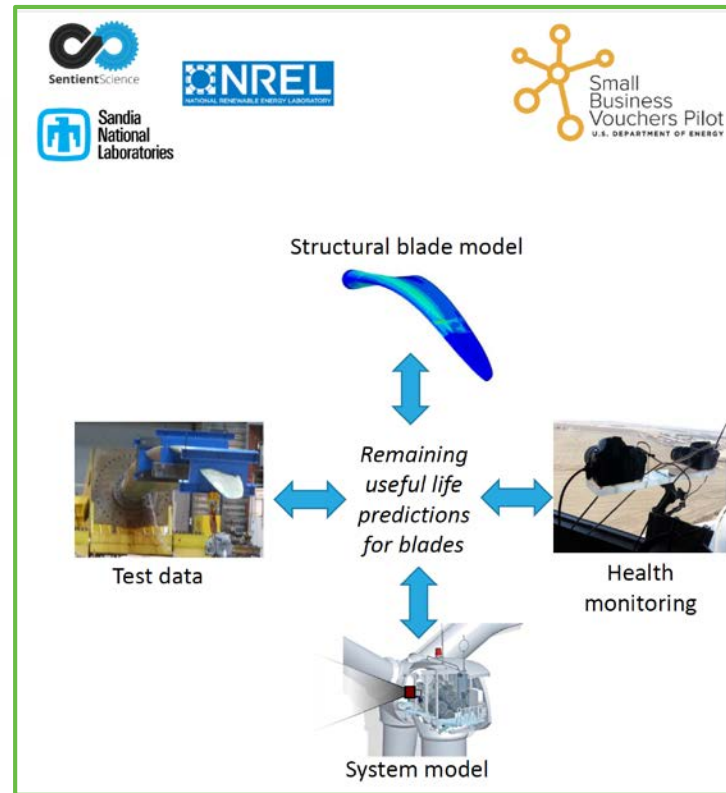 SentientScience
NREL
NATIONAL RENEWABLE ENERGY LABORATORY
Sandia
National
Laboratories
Small
Business
Vouchers Pilot
U.S. DEPARTMENT OF ENERGY
Structural blade model
Remaining
useful life
predictions
for blades
Test data
Health
monitoring
System model